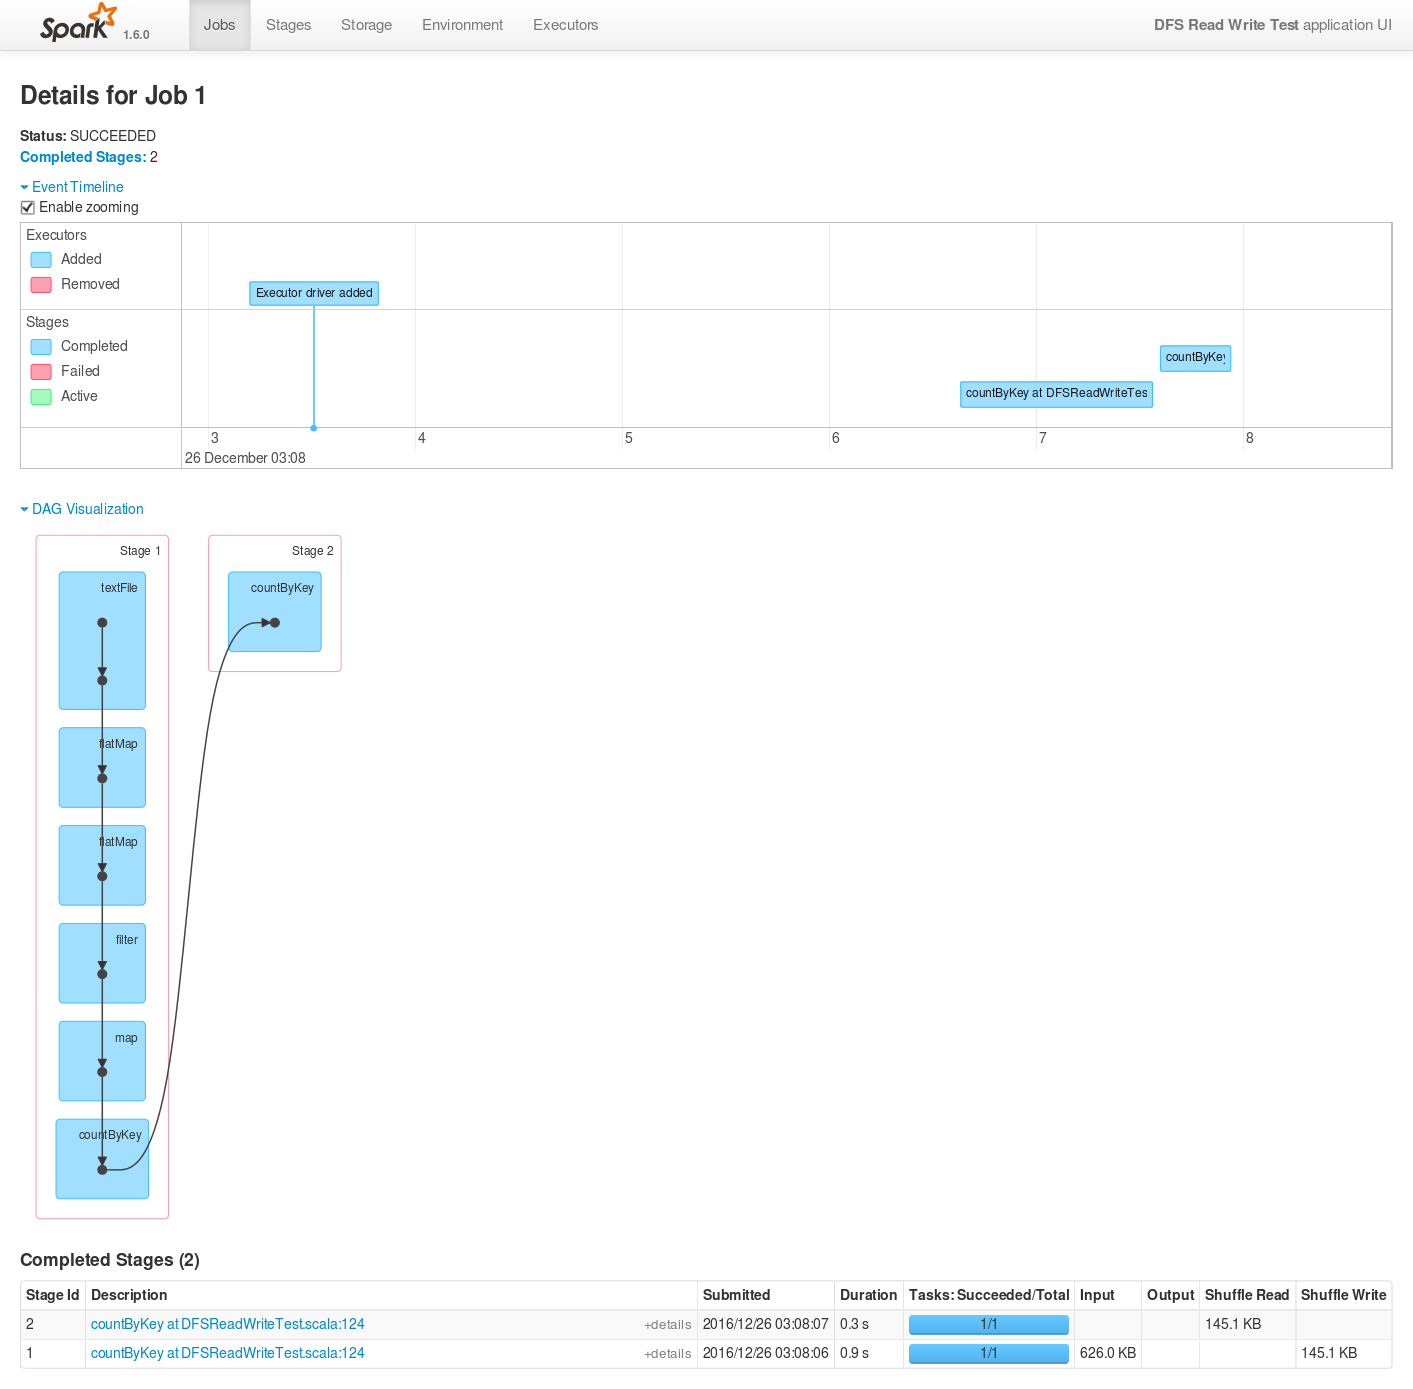 Spark 1.6.0 Jobs Stages Storage Environment Executors DFS Read Write Test application UI
Details for Job 1
Status: SUCCEEDED
Completed Stages: 2
Event Timeline
Enable zooming
Executors
Added
Removed
Executor driver added
Stages
Completed
Failed
Active
countByKey
countByKey at DFSReadWriteTes
3 4 5 6 7 8
26 December 03:08
DAG Visualization
Stage 1
textFile
flatMap
flatMap
filter
map
countByKey
Stage 2
countByKey
Completed Stages (2)
Stage Id Description Submitted Duration Tasks: Succeeded/Total Input Output Shuffle Read Shuffle Write
2 countByKey at DFSReadWriteTest.scala:124 +details 2016/12/26 03:08:07 0.3 s 1/1 145.1 KB
1 countByKey at DFSReadWriteTest.scala:124 +details 2016/12/26 03:08:06 0.9 s 1/1 626.0 KB 145.1 KB